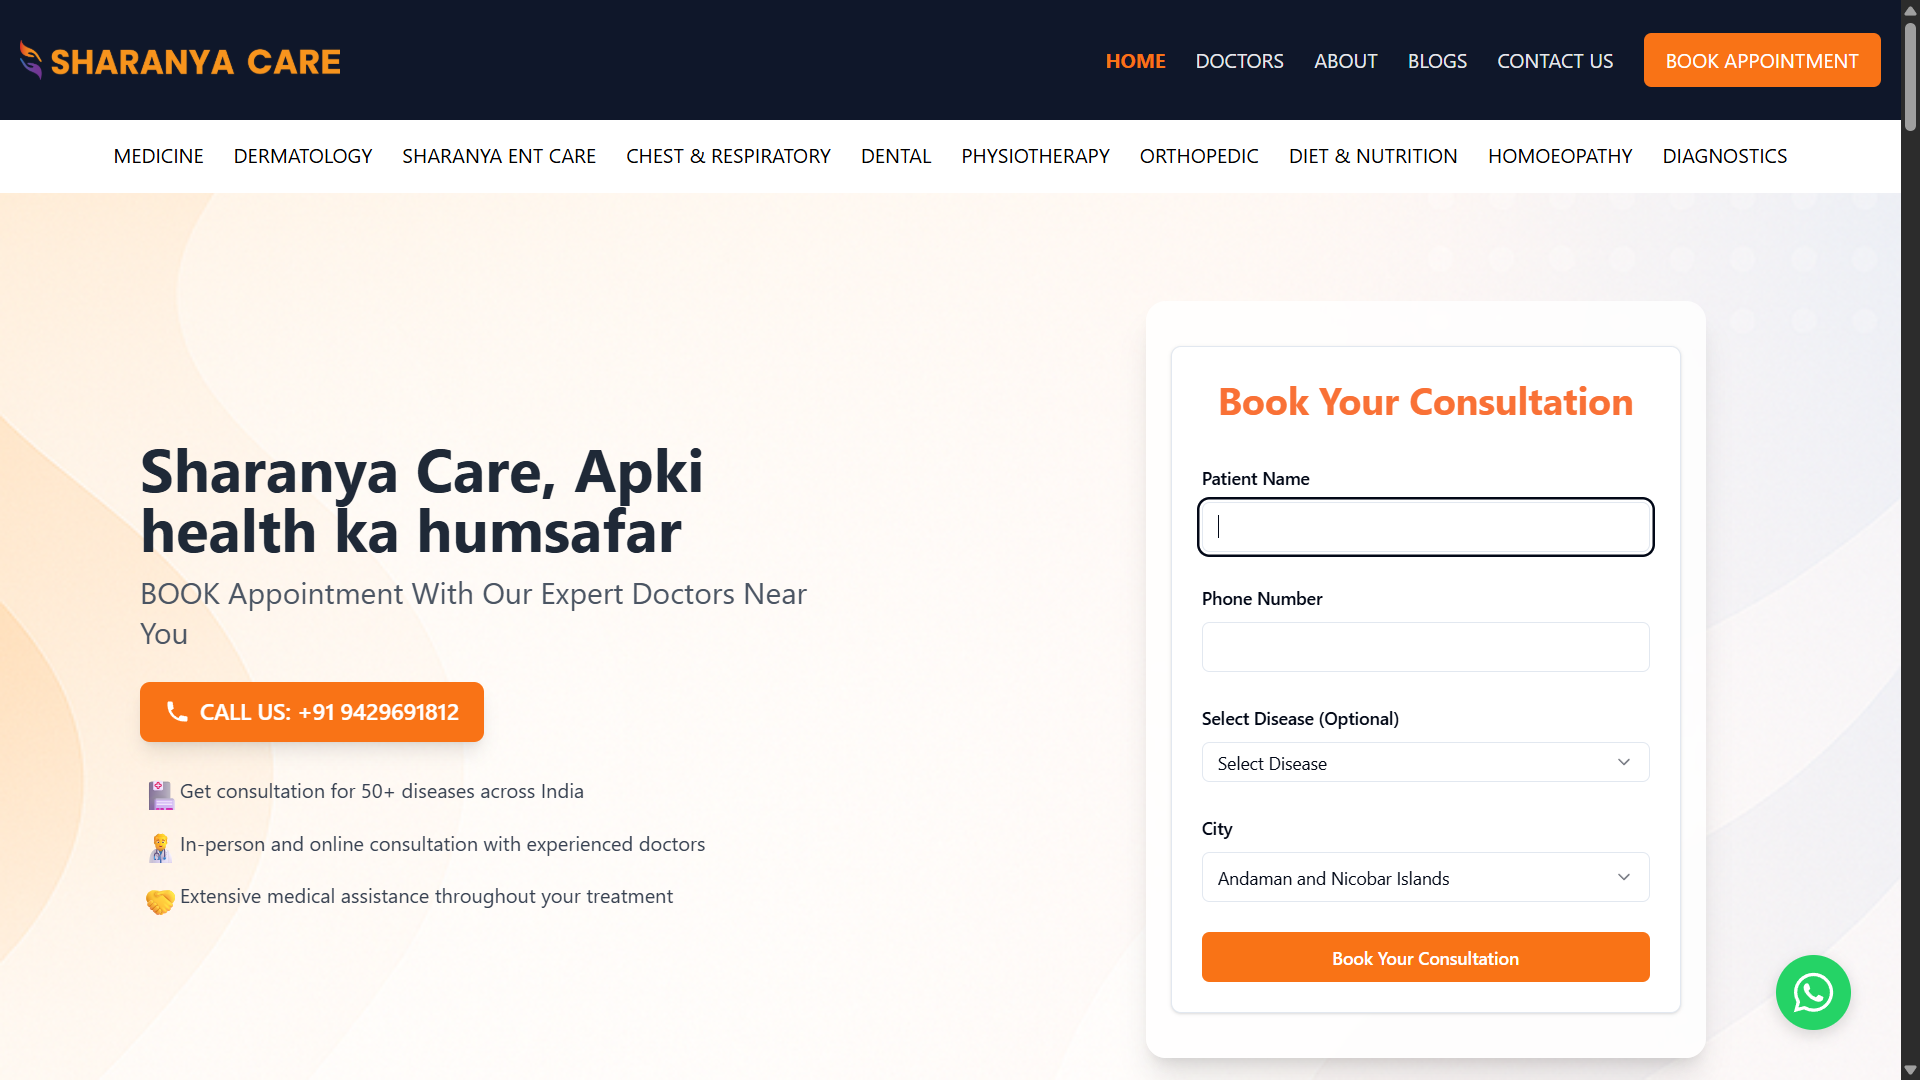 SHARANYA CARE
HOME DOCTORS ABOUT BLOGS CONTACT US BOOK APPOINTMENT
MEDICINE DERMATOLOGY SHARANYA ENT CARE CHEST & RESPIRATORY DENTAL PHYSIOTHERAPY ORTHOPEDIC DIET & NUTRITION HOMOEOPATHY DIAGNOSTICS
Sharanya Care, Apki
health ka humsafar
BOOK Appointment With Our Expert Doctors Near
You
CALL US: +91 9429691812
Get consultation for 50+ diseases across India
In-person and online consultation with experienced doctors
Extensive medical assistance throughout your treatment
Book Your Consultation
Patient Name
Phone Number
Select Disease (Optional)
Select Disease
City
Andaman and Nicobar Islands
Book Your Consultation